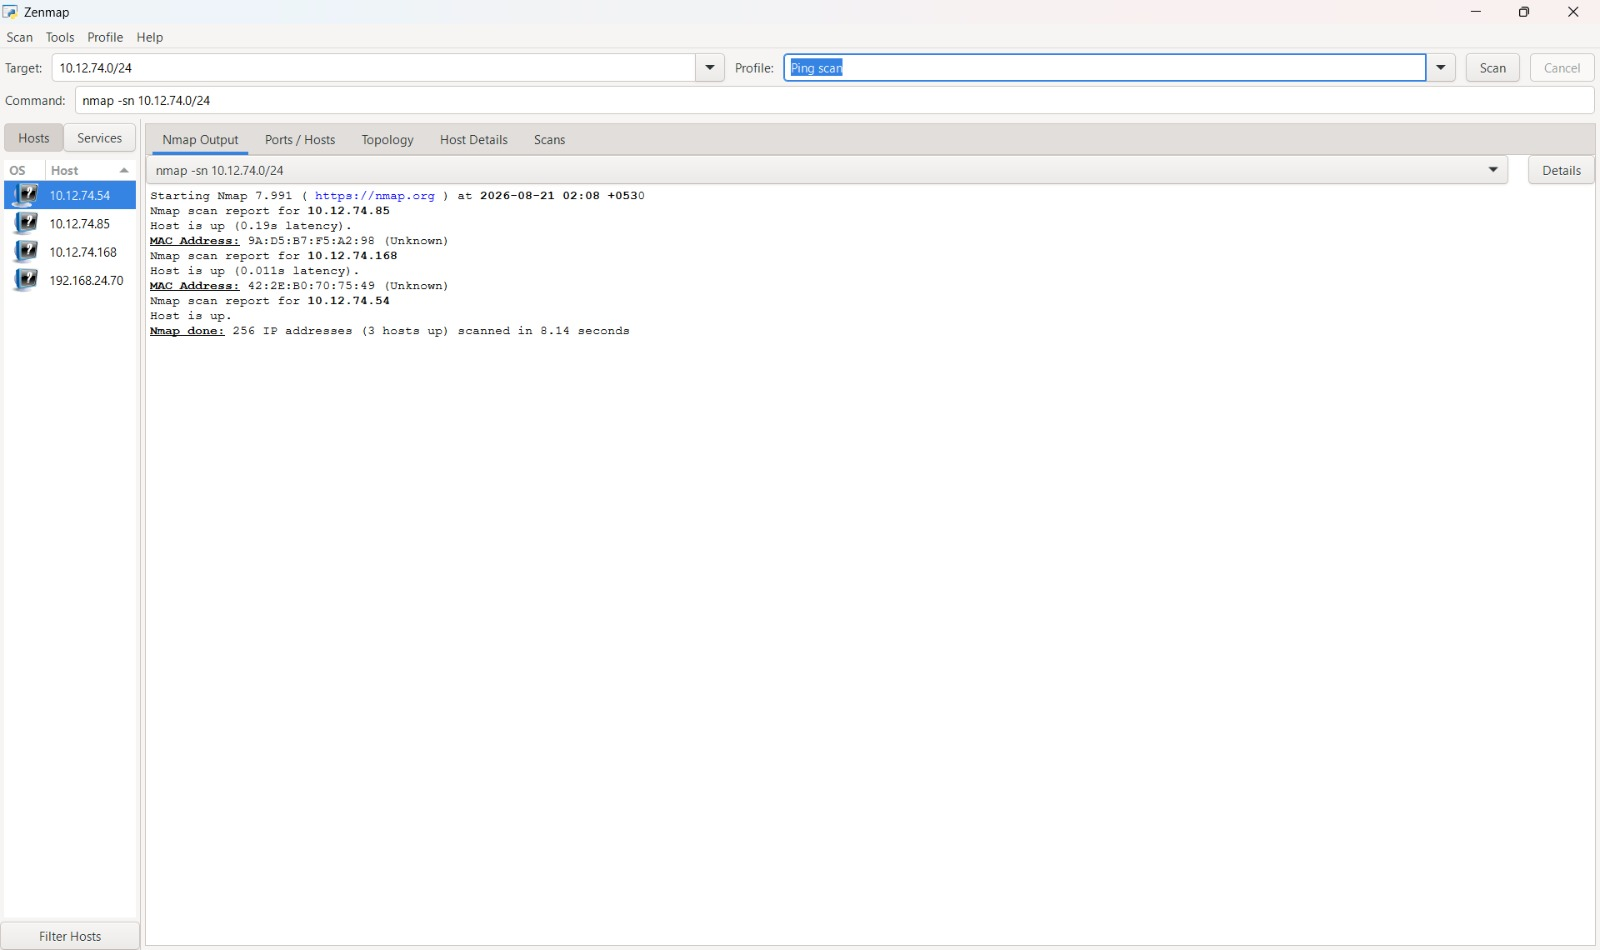 Zenmap
Scan Tools Profile Help
Target: 10.12.74.0/24 Profile: Ping scan Scan Cancel
Command: nmap -sn 10.12.74.0/24
Hosts Services
Nmap Output Ports / Hosts Topology Host Details Scans
OS Host
10.12.74.54
10.12.74.85
10.12.74.168
192.168.24.70
nmap -sn 10.12.74.0/24 Details
Starting Nmap 7.991 ( https://nmap.org ) at 2026-08-21 02:08 +0530
Nmap scan report for 10.12.74.85
Host is up (0.19s latency).
MAC Address: 9A:D5:B7:F5:A2:98 (Unknown)
Nmap scan report for 10.12.74.168
Host is up (0.011s latency).
MAC Address: 42:2E:B0:70:75:49 (Unknown)
Nmap scan report for 10.12.74.54
Host is up.
Nmap done: 256 IP addresses (3 hosts up) scanned in 8.14 seconds
Filter Hosts